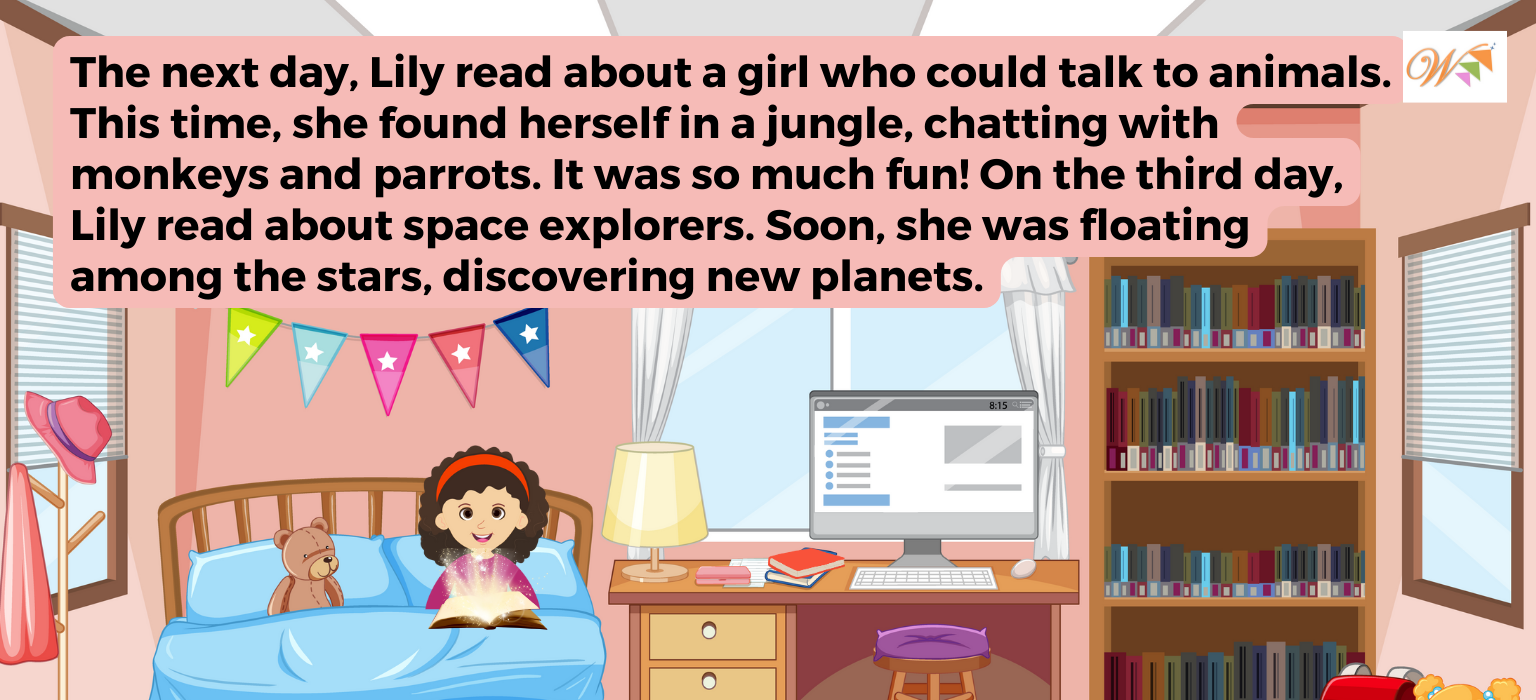 The next day, Lily read about a girl who could talk to animals.
This time, she found herself in a jungle, chatting with
monkeys and parrots. It was so much fun! On the third day,
Lily read about space explorers. Soon, she was floating
among the stars, discovering new planets.
W
8:15